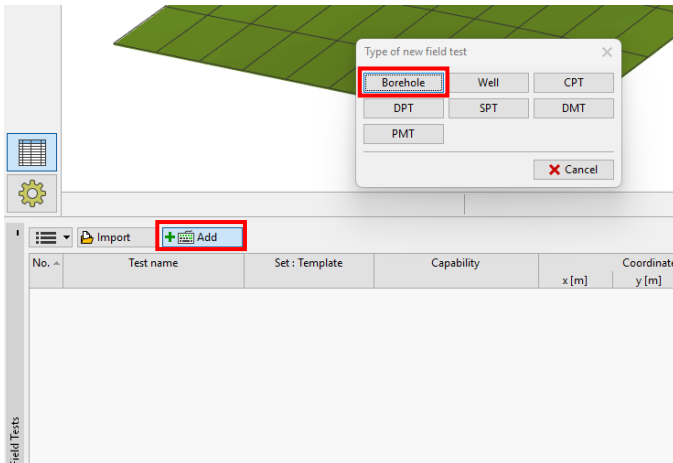 Type of new field test
Borehole Well CPT
DPT SPT DMT
PMT
Cancel
Import Add
No. Test name Set : Template Capability Coordinate
x [m] y [m]
Field Tests